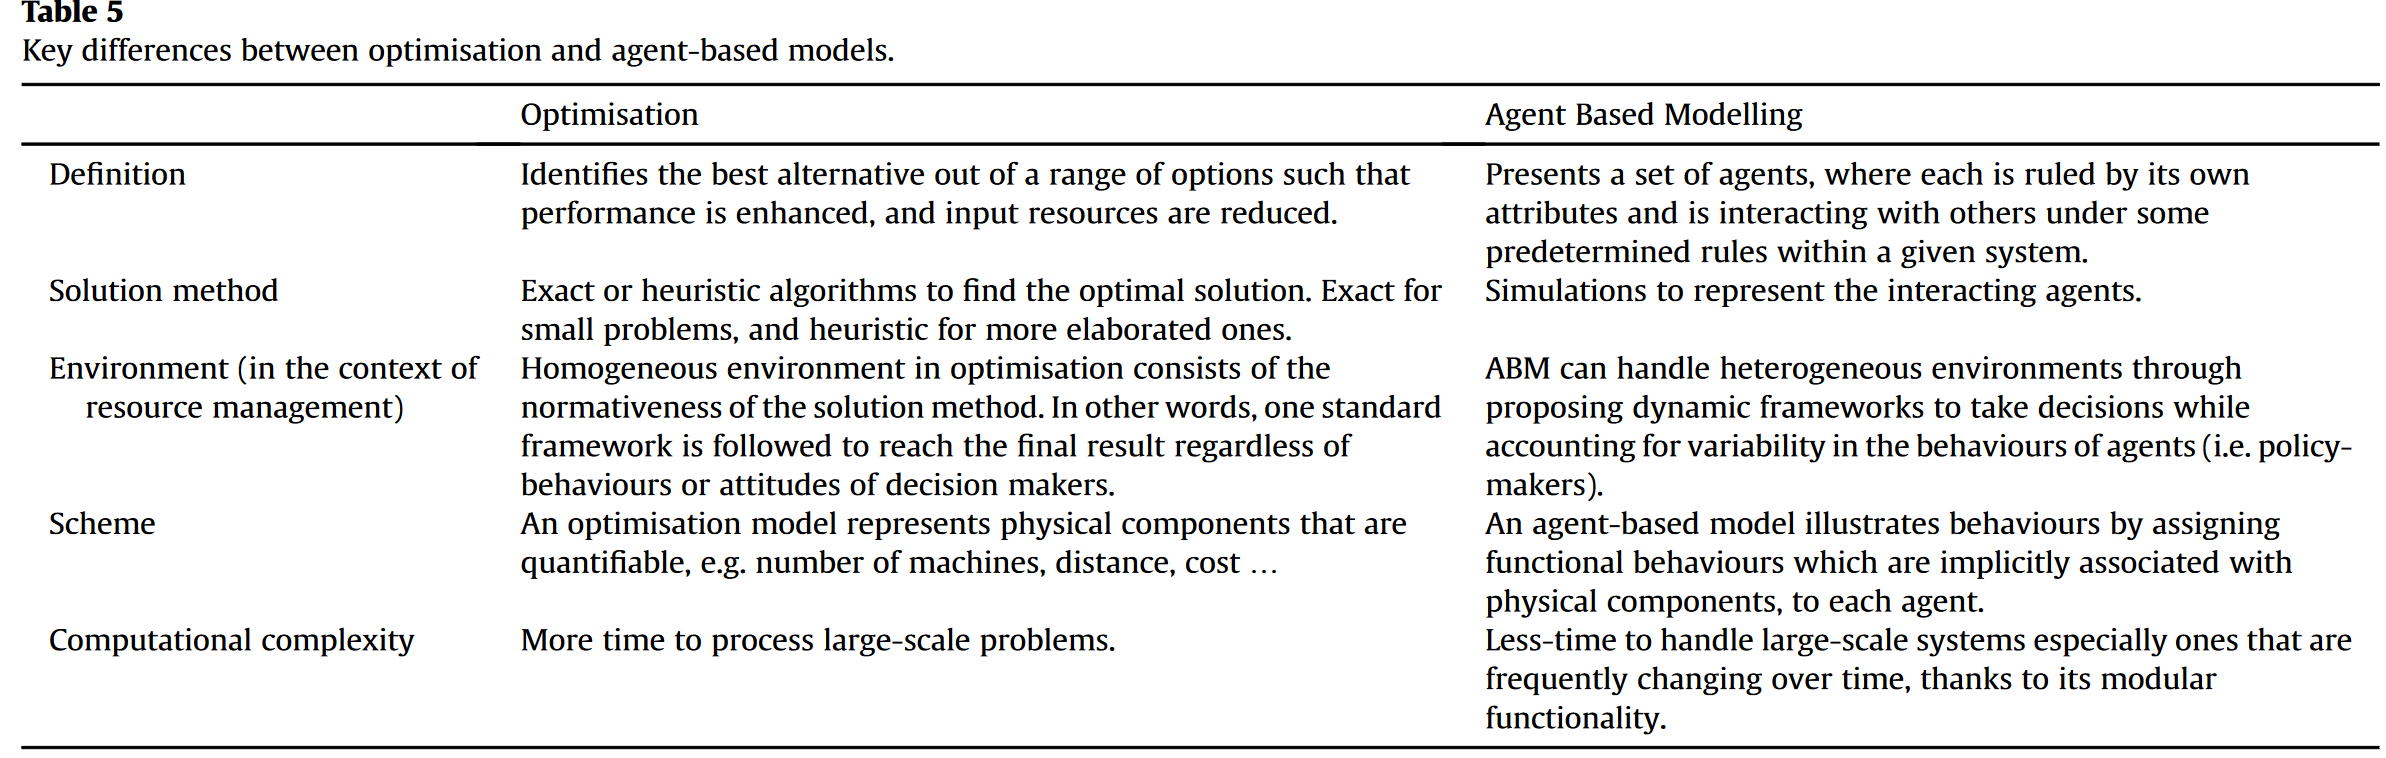 Table 5
Key differences between optimisation and agent-based models.
Optimisation Agent Based Modelling
Definition Identifies the best alternative out of a range of options such that Presents a set of agents, where each is ruled by its own
performance is enhanced, and input resources are reduced. attributes and is interacting with others under some
predetermined rules within a given system.
Solution method Exact or heuristic algorithms to find the optimal solution. Exact for Simulations to represent the interacting agents.
small problems, and heuristic for more elaborated ones.
Environment (in the context of Homogeneous environment in optimisation consists of the ABM can handle heterogeneous environments through
resource management) normativeness of the solution method. In other words, one standard proposing dynamic frameworks to take decisions while
framework is followed to reach the final result regardless of accounting for variability in the behaviours of agents (i.e. policy-
behaviours or attitudes of decision makers. makers).
Scheme An optimisation model represents physical components that are An agent-based model illustrates behaviours by assigning
quantifiable, e.g. number of machines, distance, cost … functional behaviours which are implicitly associated with
physical components, to each agent.
Computational complexity More time to process large-scale problems. Less-time to handle large-scale systems especially ones that are
frequently changing over time, thanks to its modular
functionality.